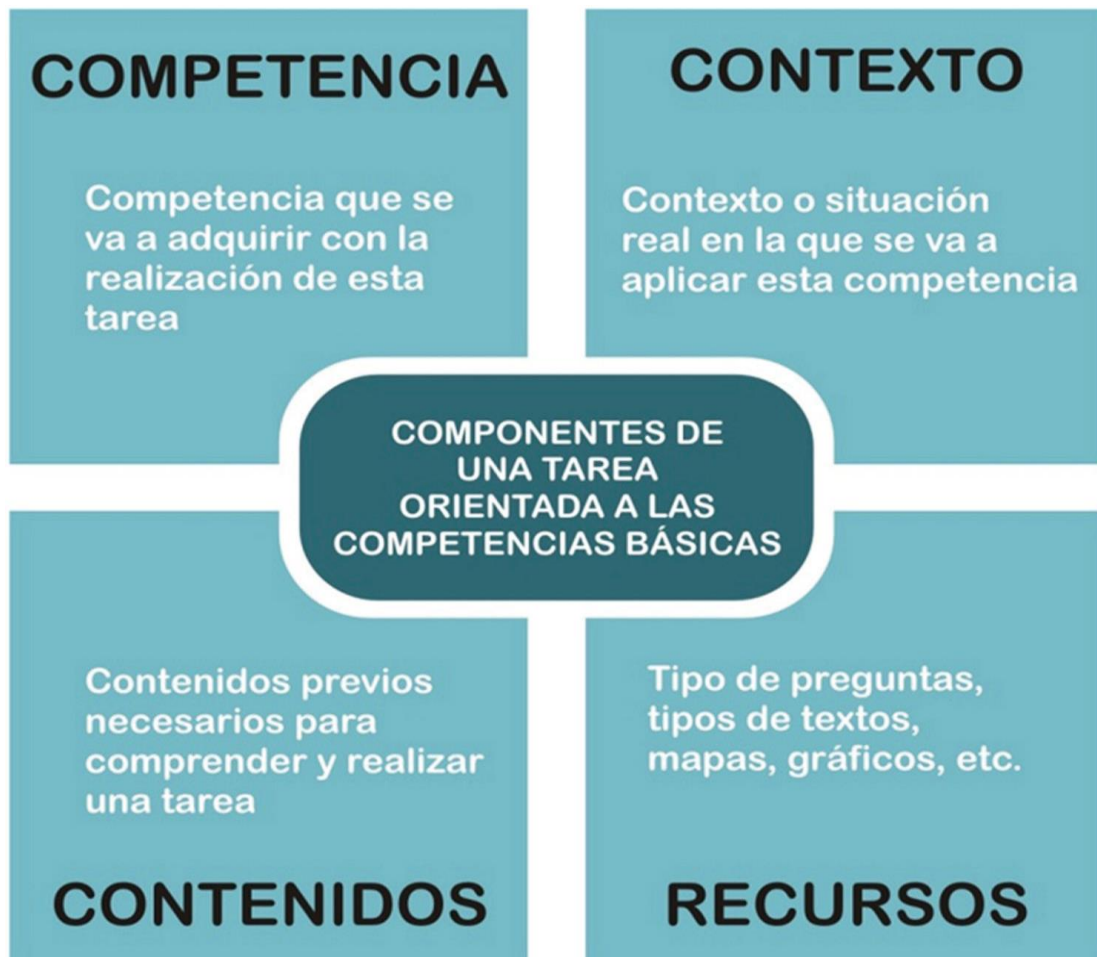 COMPETENCIA
Competencia que se
va a adquirir con la
realización de esta
tarea
CONTEXTO
Contexto o situación
real en la que se va a
aplicar esta competencia
COMPONENTES DE
UNA TAREA
ORIENTADA A LAS
COMPETENCIAS BÁSICAS
Contenidos previos
necesarios para
comprender y realizar
una tarea
CONTENIDOS
Tipo de preguntas,
tipos de textos,
mapas, gráficos, etc.
RECURSOS